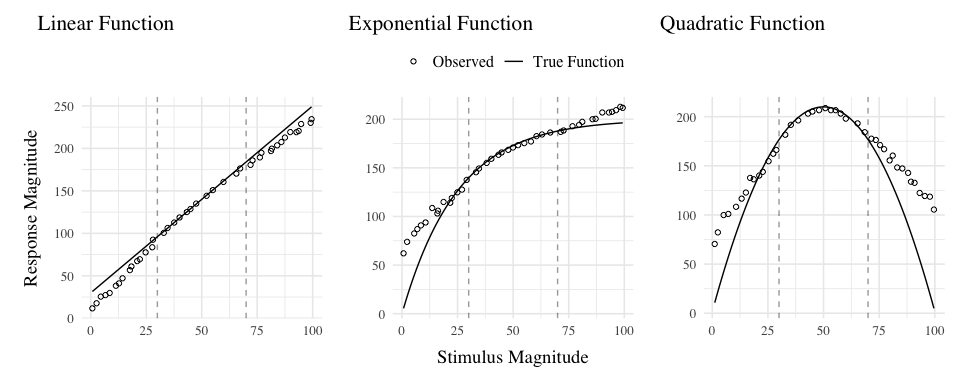 Linear Function
Exponential Function
Quadratic Function
Observed
True Function
Response Magnitude
250
200
150
100
50
0
0 25 50 75 100
200
150
100
50
0
0 25 50 75 100
200
150
100
50
0
0 25 50 75 100
Stimulus Magnitude